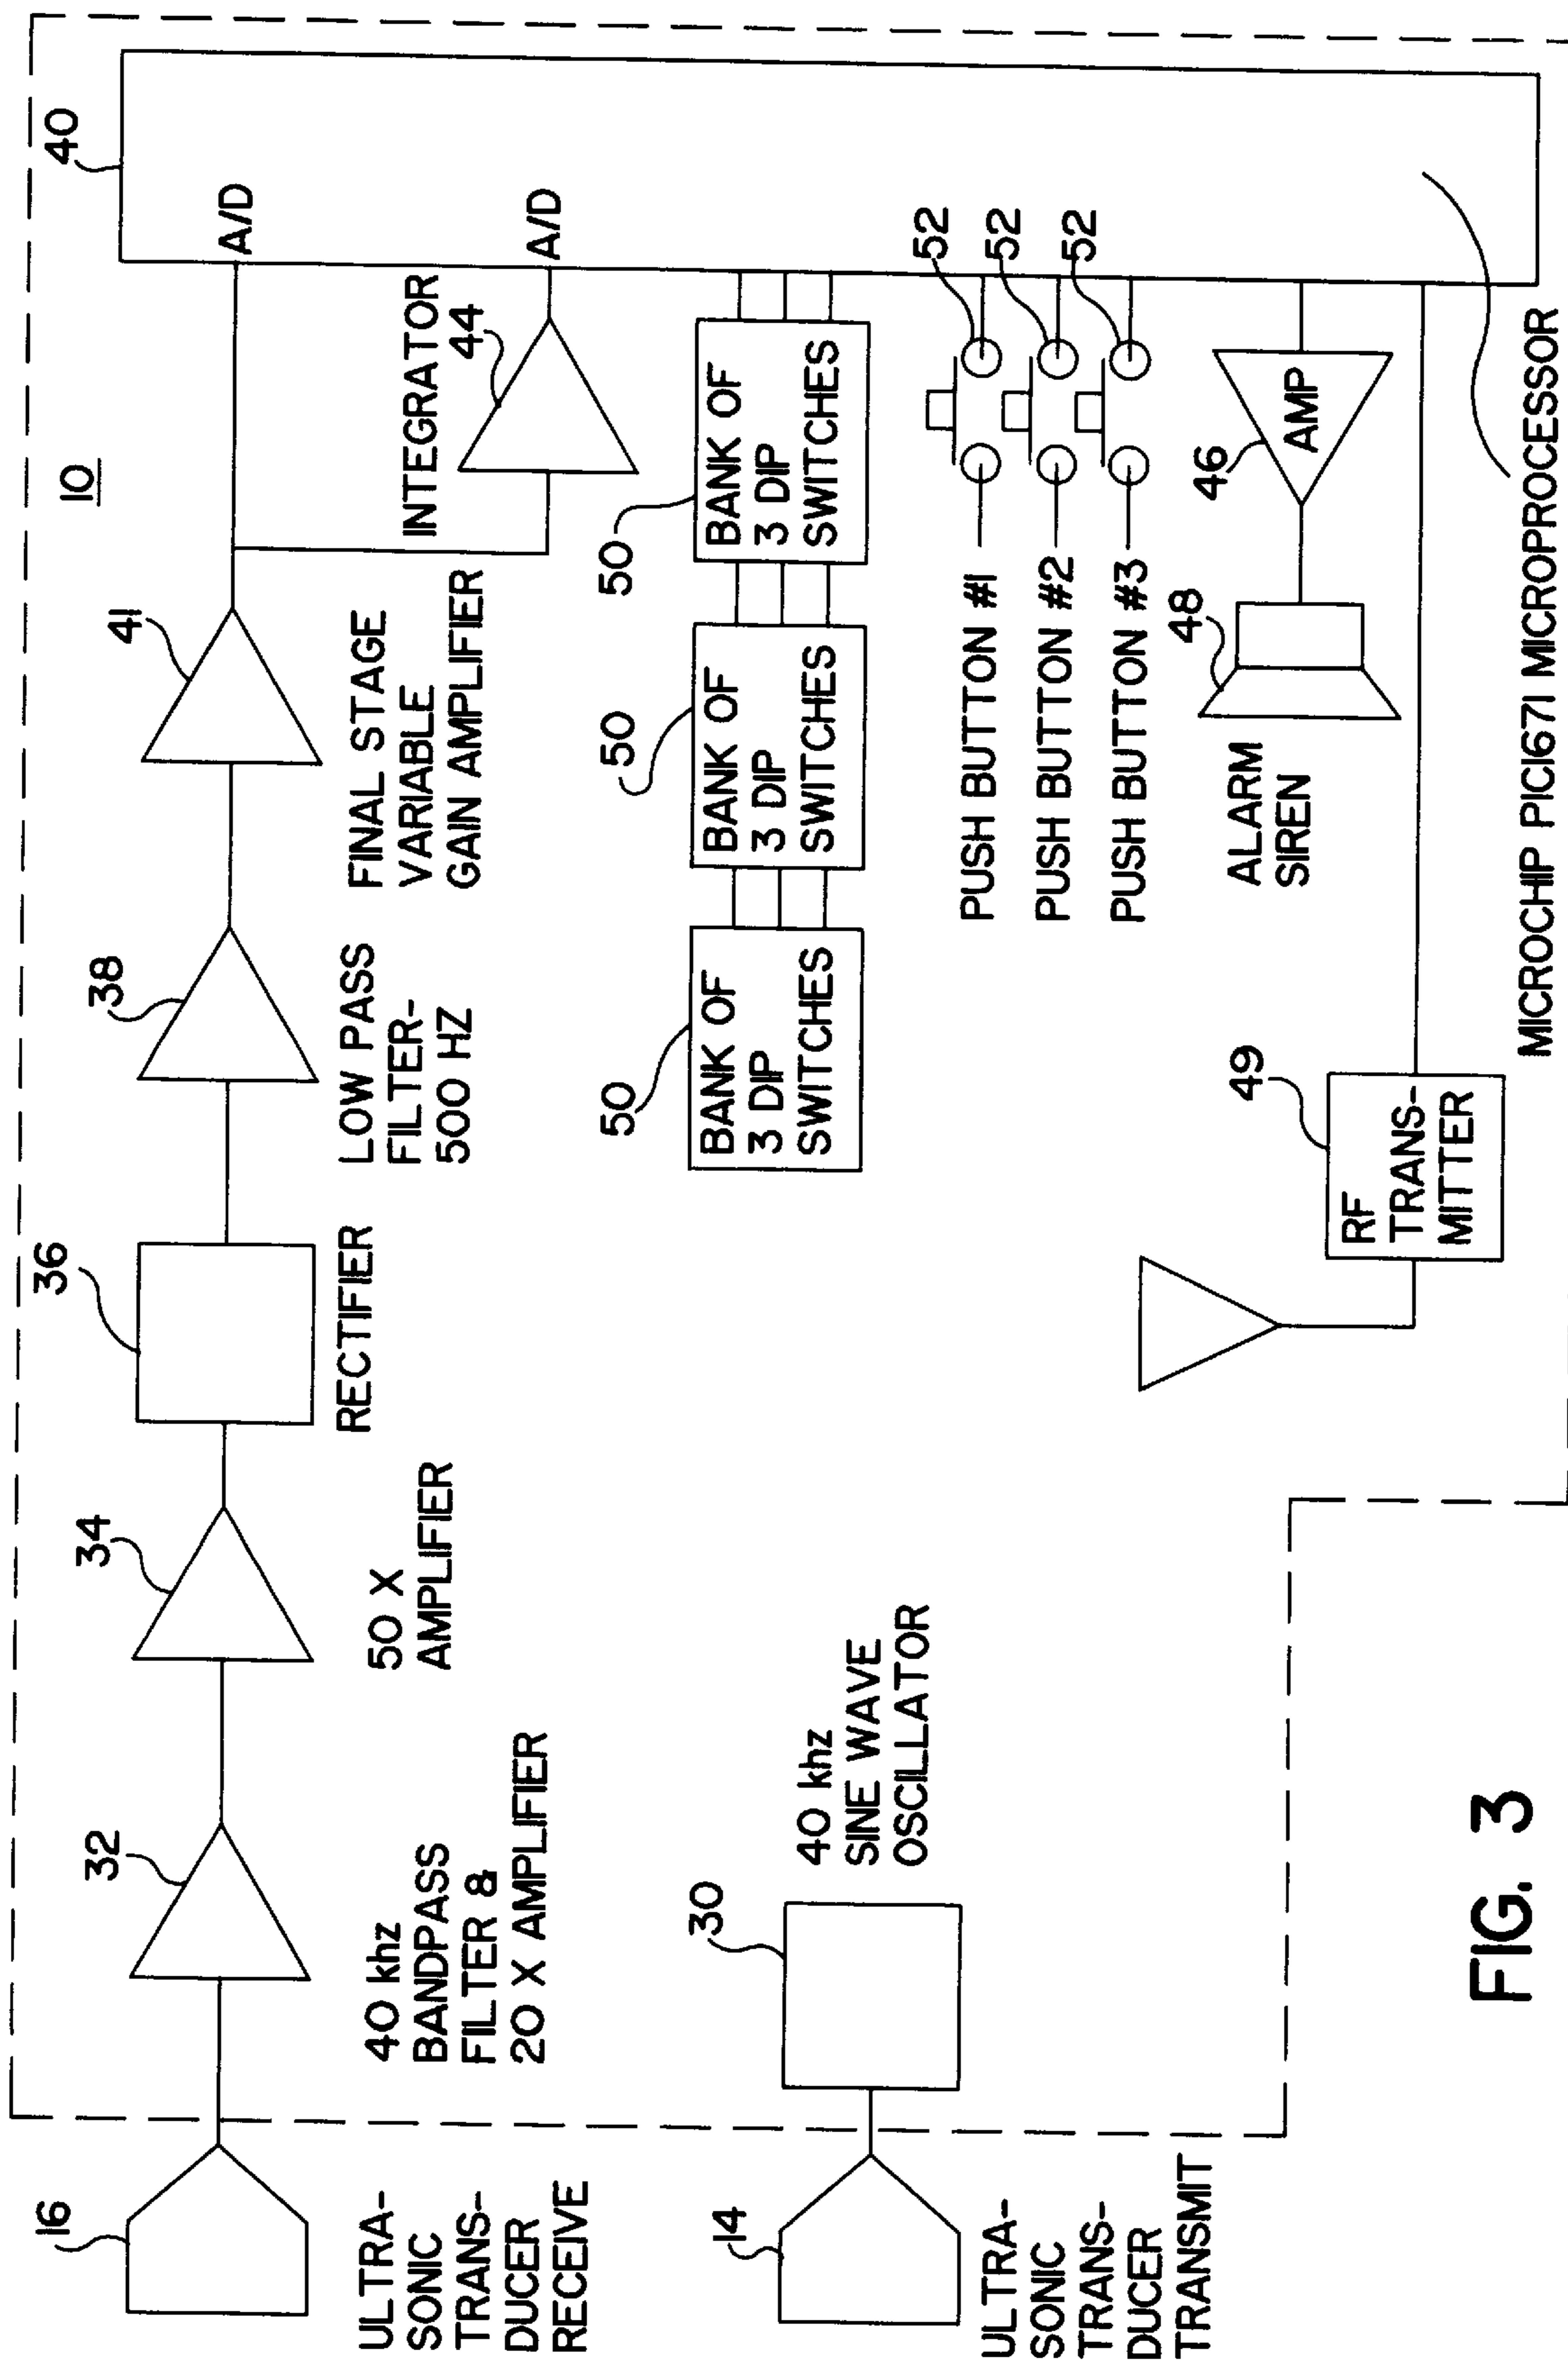 10
16
ULTRA-
SONIC
TRANS-
DUCER
RECEIVE
32
40 khz
BANDPASS
FILTER &
20 X AMPLIFIER
34
50 X
AMPLIFIER
36
RECTIFIER
38
LOW PASS
FILTER-
500 HZ
41
FINAL STAGE
VARIABLE
GAIN AMPLIFIER
INTEGRATOR
44
A/D
A/D
40
14
ULTRA-
SONIC
TRANS-
DUCER
TRANSMIT
30
40 khz
SINE WAVE
OSCILLATOR
50
BANK OF
3 DIP
SWITCHES
50
BANK OF
3 DIP
SWITCHES
50
BANK OF
3 DIP
SWITCHES
PUSH BUTTON #1
52
PUSH BUTTON #2
52
PUSH BUTTON #3
52
ALARM
SIREN
48
46
AMP
49
RF
TRANS-
MITTER
MICROCHIP PIC1671 MICROPROCESSOR
FIG. 3